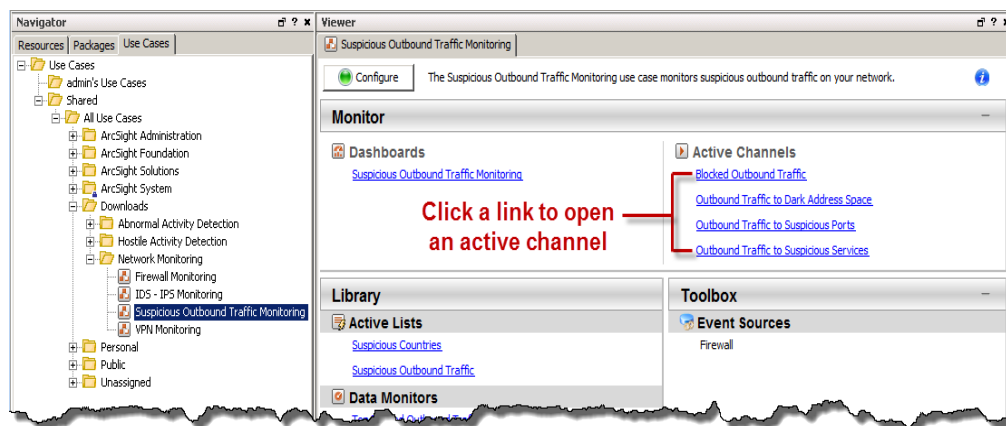 Navigator
Resources Packages Use Cases
Use Cases
admin's Use Cases
Shared
All Use Cases
ArcSight Administration
ArcSight Foundation
ArcSight Solutions
ArcSight System
Downloads
Abnormal Activity Detection
Hostile Activity Detection
Network Monitoring
Firewall Monitoring
IDS - IPS Monitoring
Suspicious Outbound Traffic Monitoring
VPN Monitoring
Personal
Public
Unassigned
Viewer
Suspicious Outbound Traffic Monitoring
Configure The Suspicious Outbound Traffic Monitoring use case monitors suspicious outbound traffic on your network.
Monitor
Dashboards
Suspicious Outbound Traffic Monitoring
Active Channels
Blocked Outbound Traffic
Outbound Traffic to Dark Address Space
Outbound Traffic to Suspicious Ports
Outbound Traffic to Suspicious Services
Click a link to open
an active channel
Library
Active Lists
Suspicious Countries
Suspicious Outbound Traffic
Data Monitors
Toolbox
Event Sources
Firewall